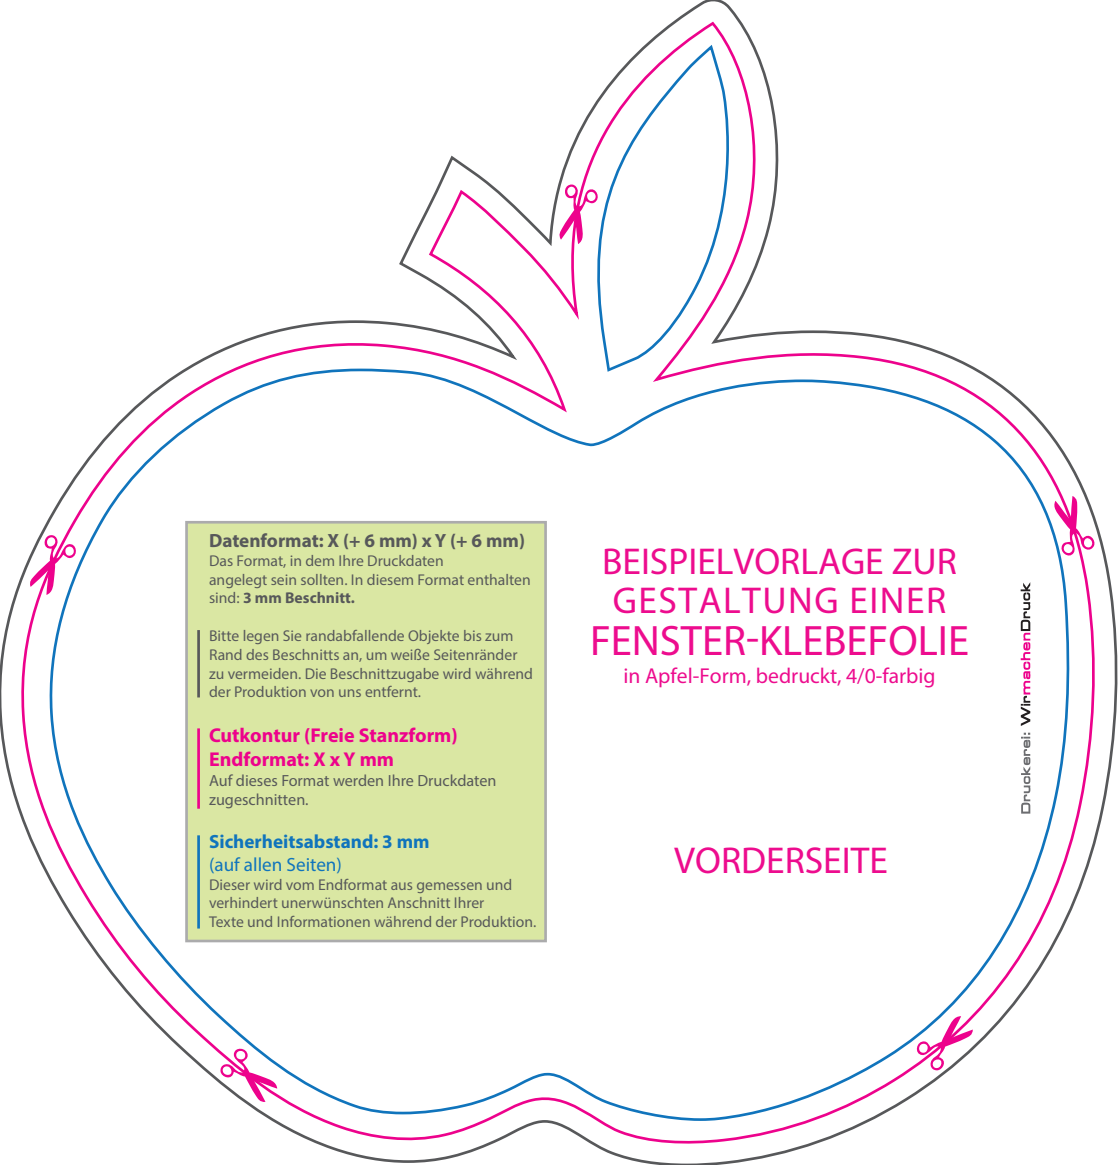 Datenformat: X (+ 6 mm) x Y (+ 6 mm)
Das Format, in dem Ihre Druckdaten
angelegt sein sollten. In diesem Format enthalten
sind: 3 mm Beschnitt.
Bitte legen Sie randabfallende Objekte bis zum
Rand des Beschnitts an, um weiße Seitenränder
zu vermeiden. Die Beschnittzugabe wird während
der Produktion von uns entfernt.
Cutkontur (Freie Stanzform)
Endformat: X x Y mm
Auf dieses Format werden Ihre Druckdaten
zugeschnitten.
Sicherheitsabstand: 3 mm
(auf allen Seiten)
Dieser wird vom Endformat aus gemessen und
verhindert unerwünschten Anschnitt Ihrer
Texte und Informationen während der Produktion.
BEISPIELVORLAGE ZUR
GESTALTUNG EINER
FENSTER-KLEBEFOLIE
in Apfel-Form, bedruckt, 4/0-farbig
VORDERSEITE
Druckerei: WirmachenDruck